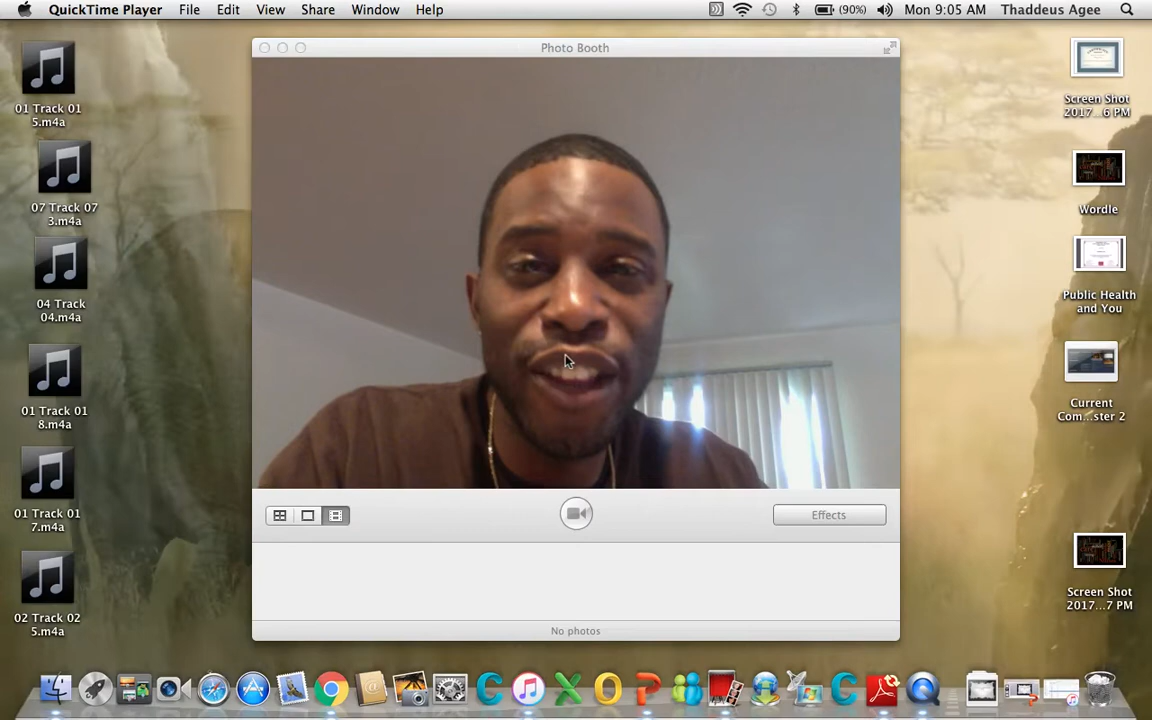 QuickTime Player File Edit View Share Window Help (90%) Mon 9:05 AM Thaddeus Agee
Photo Booth
01 Track 01
5.m4a
07 Track 07
3.m4a
04 Track
04.m4a
01 Track 01
8.m4a
01 Track 01
7.m4a
02 Track 02
5.m4a
Effects
No photos
Screen Shot
2017...6 PM
Wordle
Public Health
and You
Current
Com...ster 2
Screen Shot
2017...7 PM